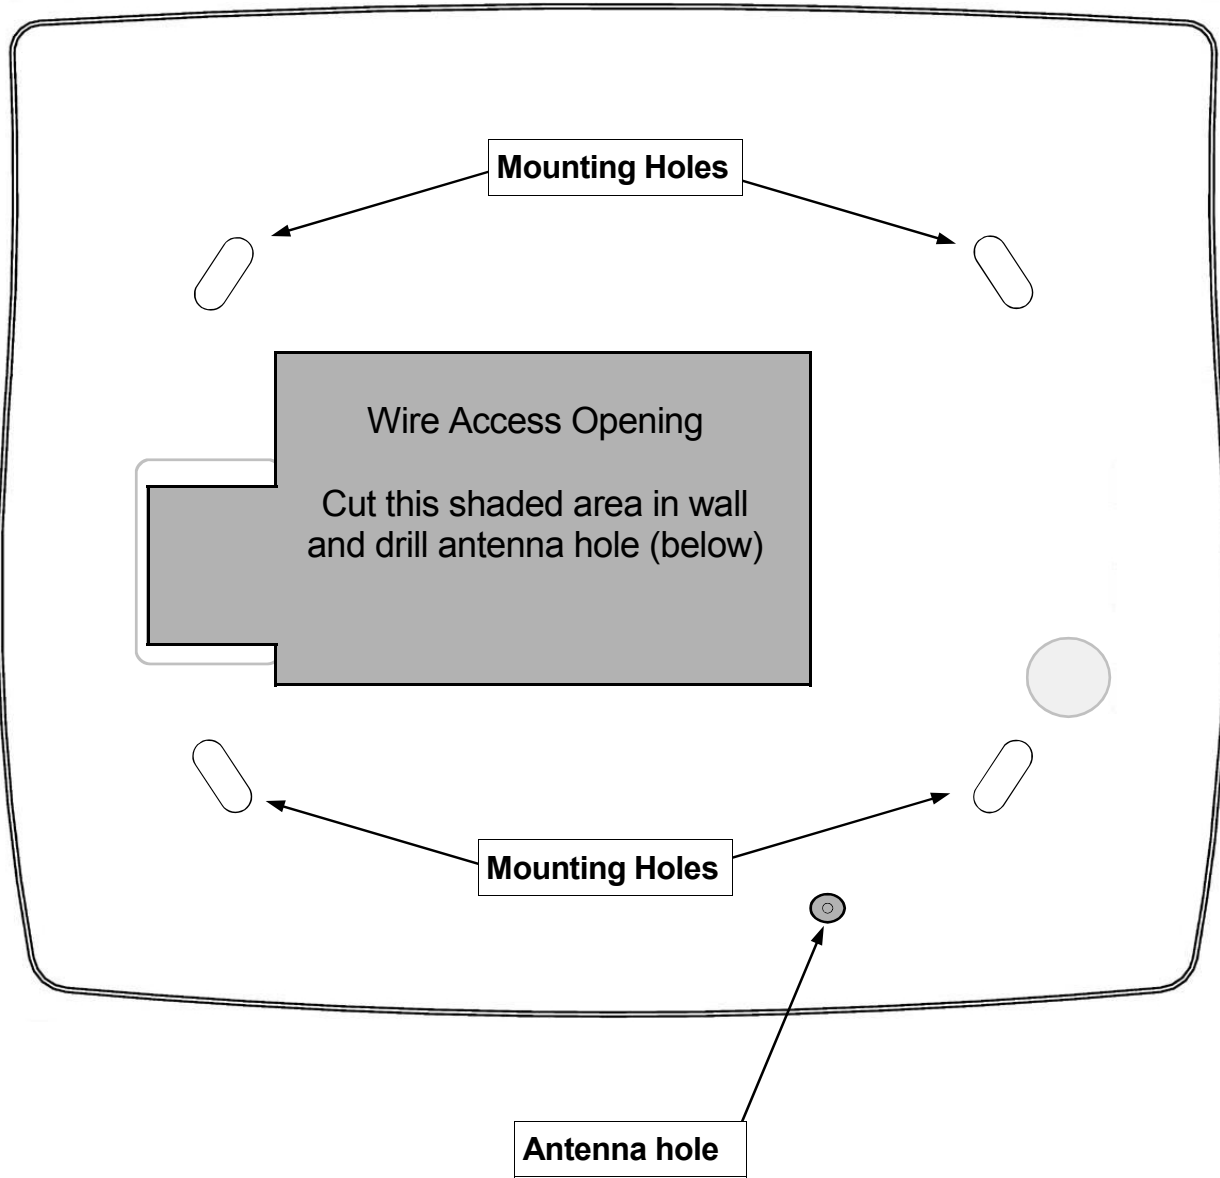 Mounting Holes
Wire Access Opening
Cut this shaded area in wall
and drill antenna hole (below)
Mounting Holes
Antenna hole